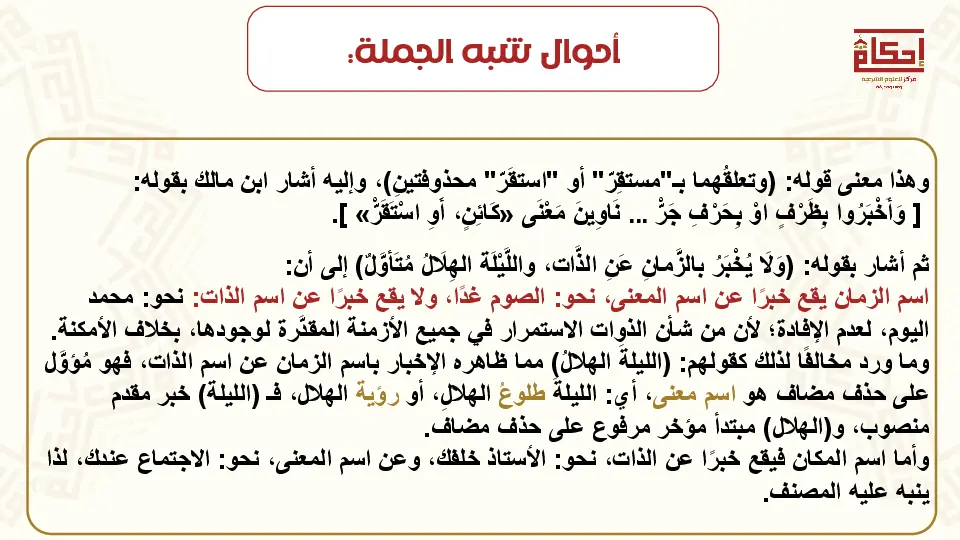 أحوال شبه الجملة:
إحكام
مركز للعلوم الشرعية
وهذا معنى قوله: (وتعلقُهما بـ"مستقِرّ" أو "استقَرّ" محذوفتينِ)، وإليه أشار ابن مالك بقوله:
[ وَأَخْبَرُوا بِظَرْفٍ اوْ بِحَرْفِ جَرّْ ... نَاوِينَ مَعْنَى «كَائِنٍ، أَوِ اسْتَقَرّْ» ].
ثم أشار بقوله: (وَلَا يُخْبَرُ بالزَّمانِ عَنِ الذَّات، واللَّيْلَة الهِلَالُ مُتَأوَّلٌ) إلى أن:
اسم الزمان يقع خبرًا عن اسم المعنى، نحو: الصوم غدًا، ولا يقع خبرًا عن اسم الذات: نحو: محمد
اليوم، لعدم الإفادة؛ لأن من شأن الذوات الاستمرار في جميع الأزمنة المقدَّرة لوجودها، بخلاف الأمكنة.
وما ورد مخالفًا لذلك كقولهم: (الليلةَ الهلالُ) مما ظاهره الإخبار باسم الزمان عن اسم الذات، فهو مُؤوَّل
على حذف مضاف هو اسم معنى، أي: الليلةَ طلوعُ الهلالِ، أو رؤية الهلال، فـ (الليلة) خبر مقدم
منصوب، و(الهلال) مبتدأ مؤخر مرفوع على حذف مضاف.
وأما اسم المكان فيقع خبرًا عن الذات، نحو: الأستاذ خلفك، وعن اسم المعنى، نحو: الاجتماع عندك، لذا
ينبه عليه المصنف.